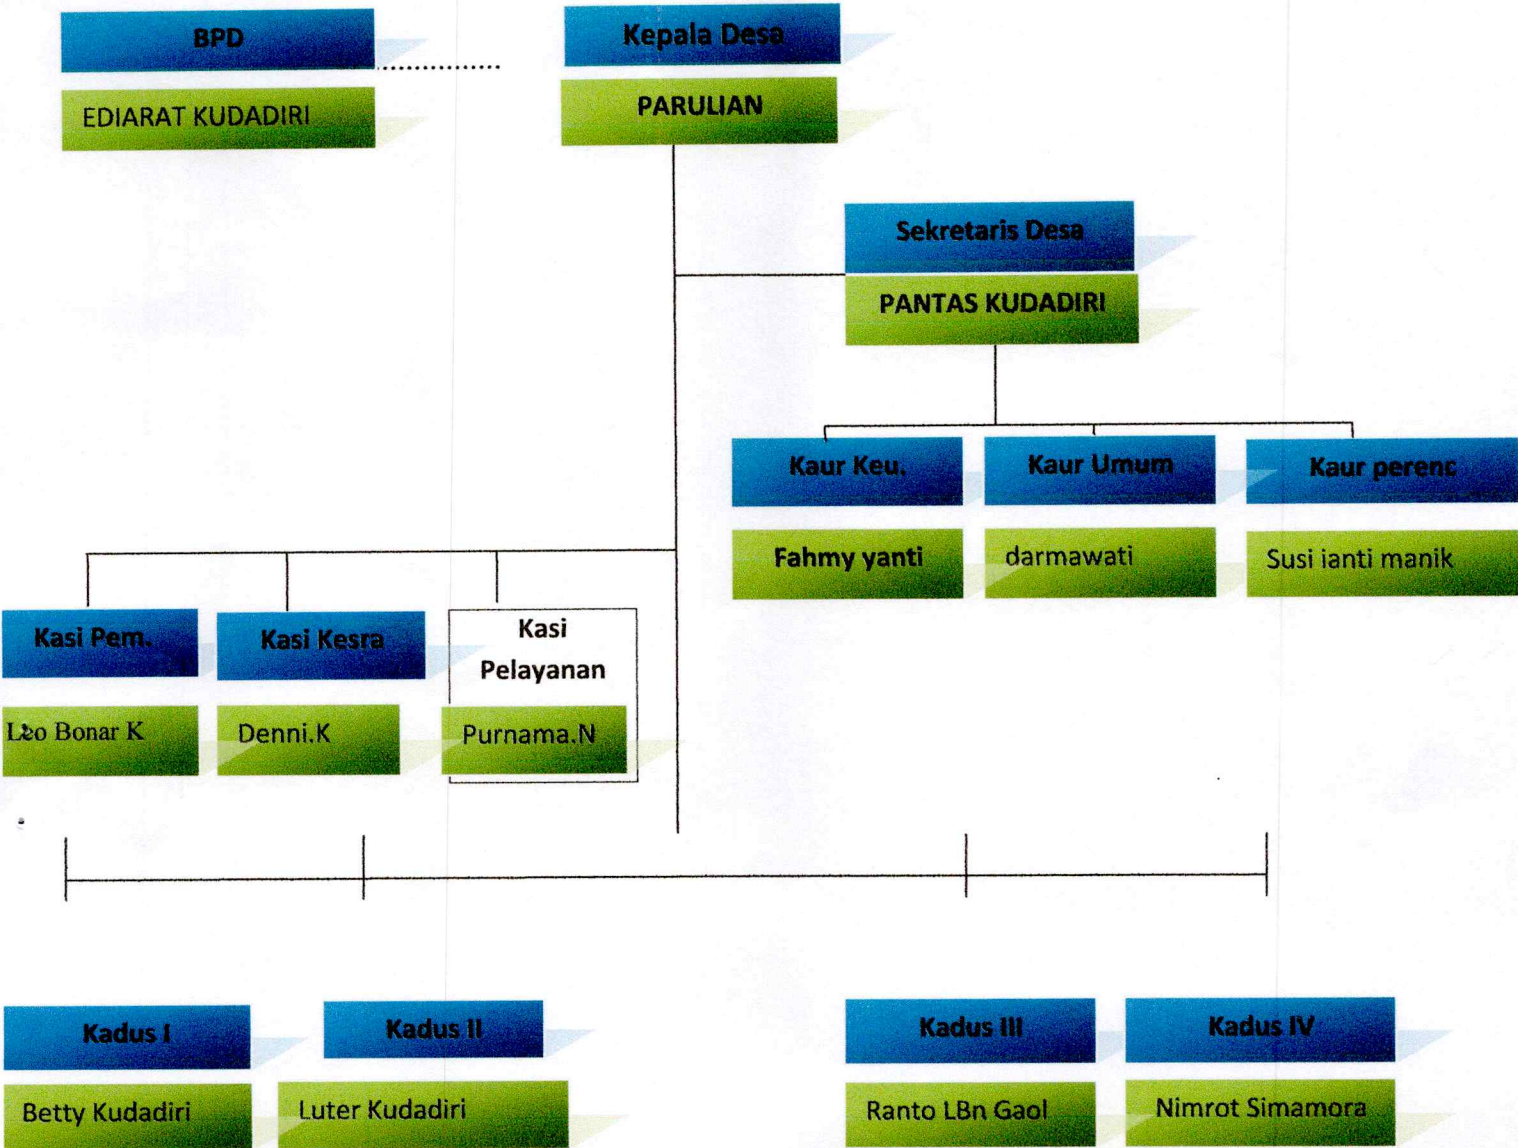 BPD
Kepala Desa
EDIARAT KUDADIRI
PARULIAN
Sekretaris Desa
PANTAS KUDADIRI
Kaur Keu.
Kaur Umum
Kaur perenc
Fahmy yanti
darmawati
Susi ianti manik
Kasi Pem.
Kasi Kesra
Kasi
Pelayanan
Leo Bonar K
Denni.K
Purnama.N
Kadus I
Kadus II
Kadus III
Kadus IV
Betty Kudadiri
Luter Kudadiri
Ranto LBn Gaol
Nimrot Simamora